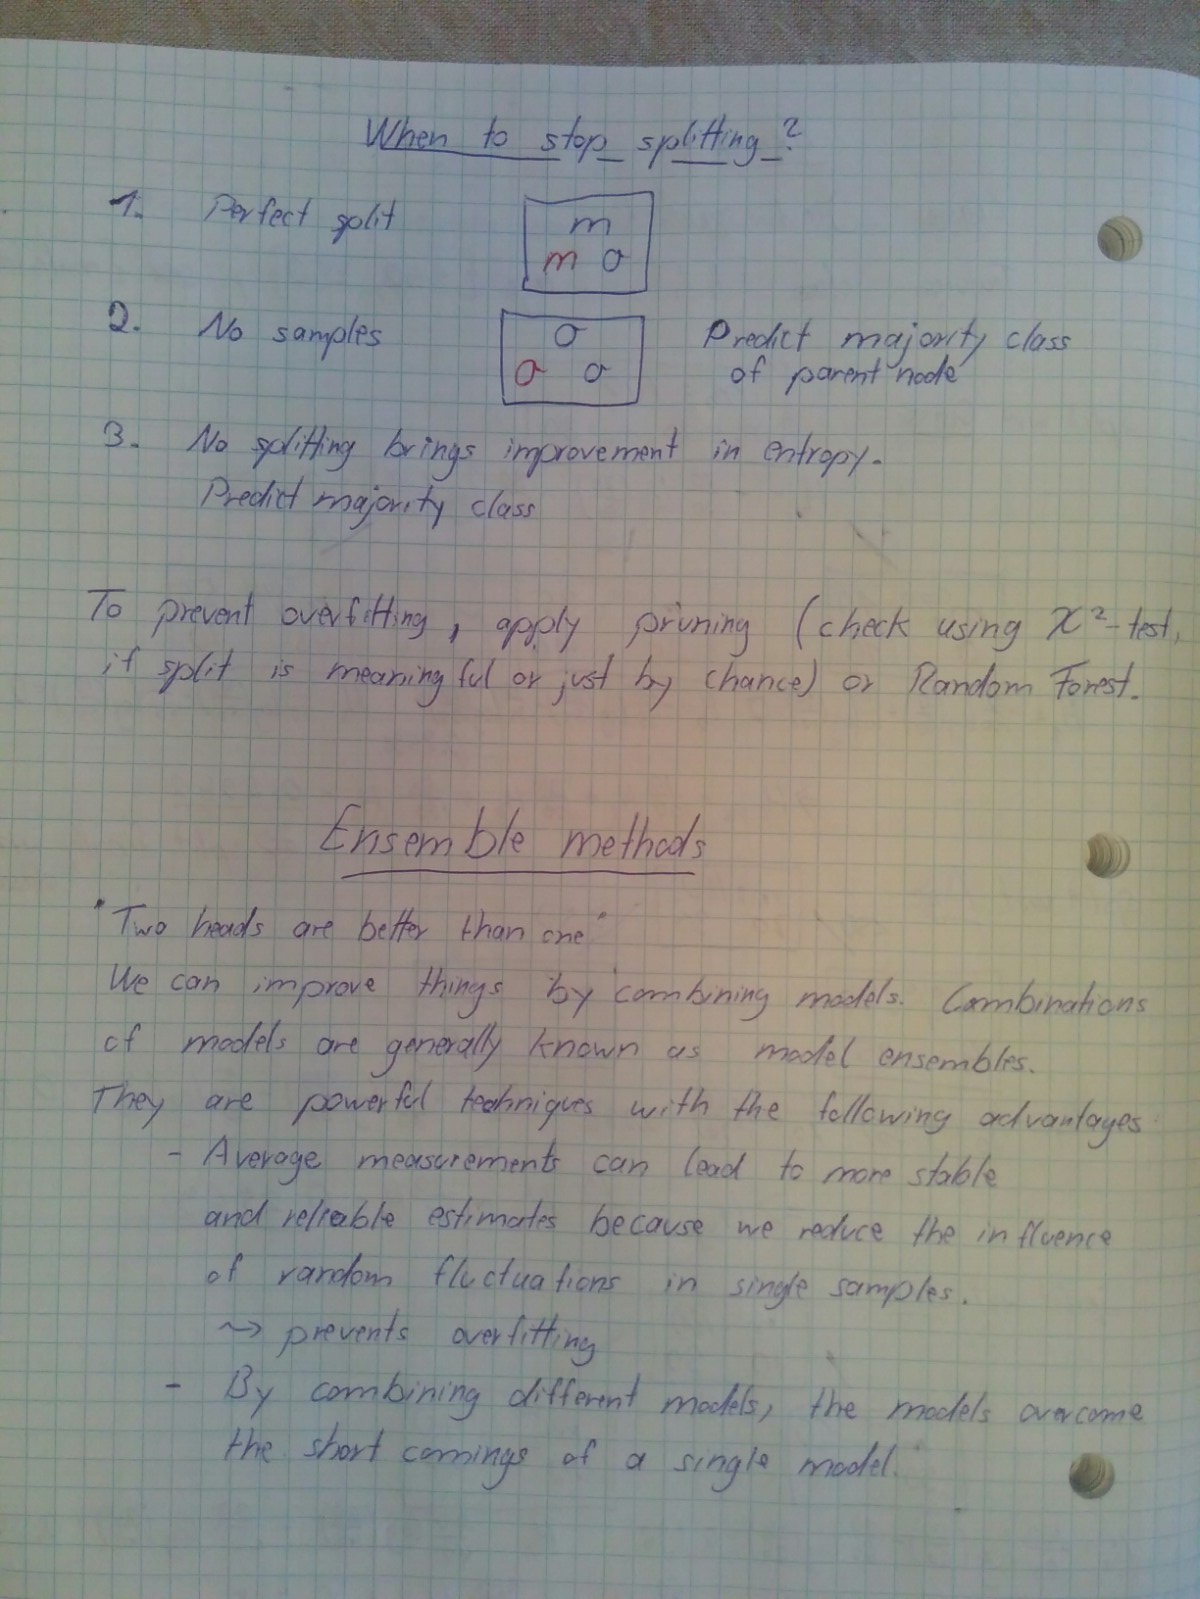 When to stop splitting?
1. Perfect split
m
m σ
2. No samples
σ
σ σ
Predict majority class
of parent node
3. No splitting brings improvement in entropy.
Predict majority class
To prevent overfitting, apply pruning (check using χ²-test,
if split is meaningful or just by chance) or Random Forest.
Ensemble methods
"Two heads are better than one"
We can improve things by combining models. Combinations
of models are generally known as model ensembles.
They are powerful techniques with the following advantages
- Average measurements can lead to more stable
and reliable estimates because we reduce the influence
of random fluctuations in single samples.
⇝ prevents overfitting
- By combining different models, the models overcome
the short comings of a single model.